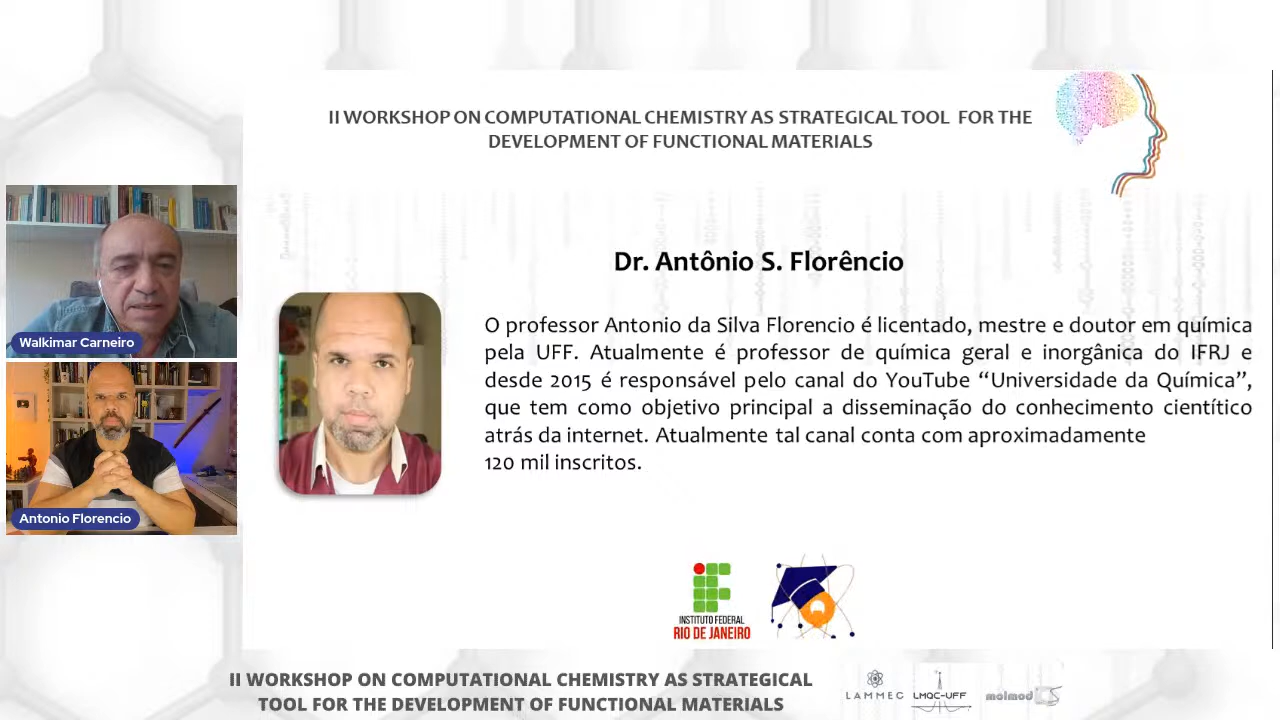 II WORKSHOP ON COMPUTATIONAL CHEMISTRY AS STRATEGICAL TOOL FOR THE
DEVELOPMENT OF FUNCTIONAL MATERIALS
Dr. Antônio S. Florêncio
O professor Antonio da Silva Florencio é licentado, mestre e doutor em química
pela UFF. Atualmente é professor de química geral e inorgânica do IFRJ e
desde 2015 é responsável pelo canal do YouTube “Universidade da Química”,
que tem como objetivo principal a disseminação do conhecimento científico
atrás da internet. Atualmente tal canal conta com aproximadamente
120 mil inscritos.
Walkimar Carneiro
Antonio Florencio
INSTITUTO FEDERAL
RIO DE JANEIRO
II WORKSHOP ON COMPUTATIONAL CHEMISTRY AS STRATEGICAL
TOOL FOR THE DEVELOPMENT OF FUNCTIONAL MATERIALS
LAMMEC
LMQC-UFF
molmod